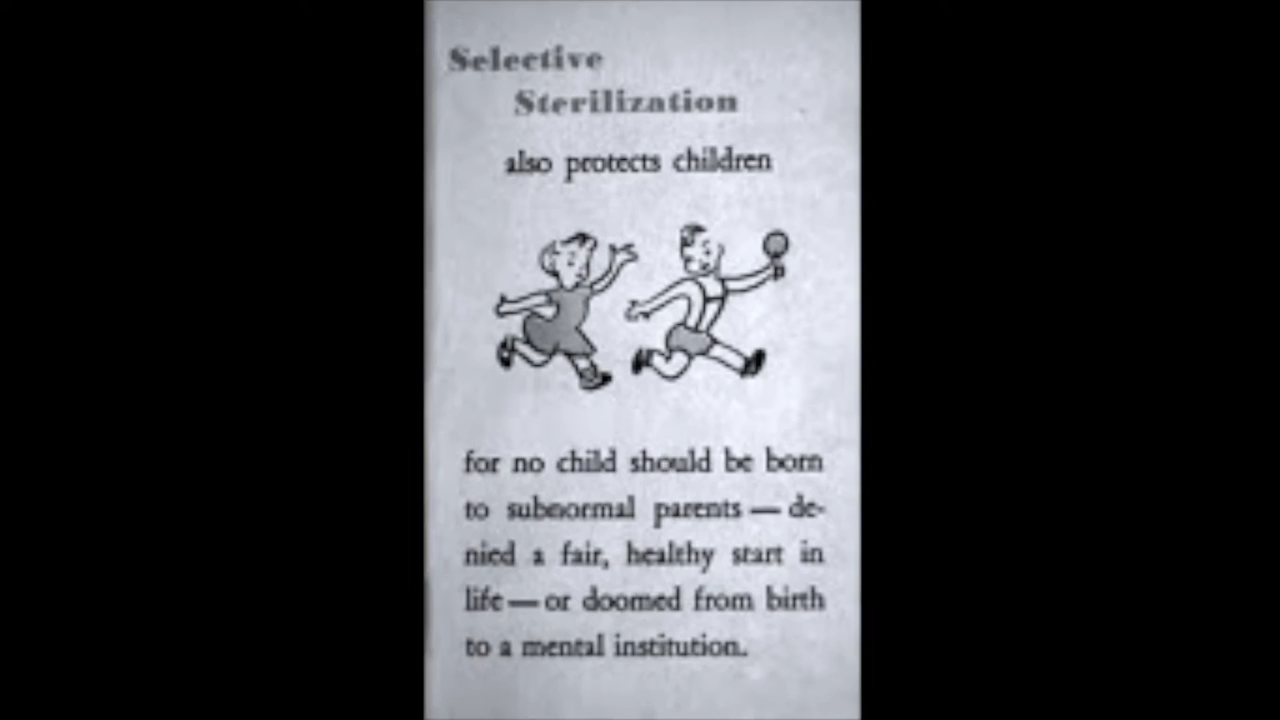 Selective
Sterilization
also protects children
for no child should be born
to subnormal parents — de-
nied a fair, healthy start in
life — or doomed from birth
to a mental institution.